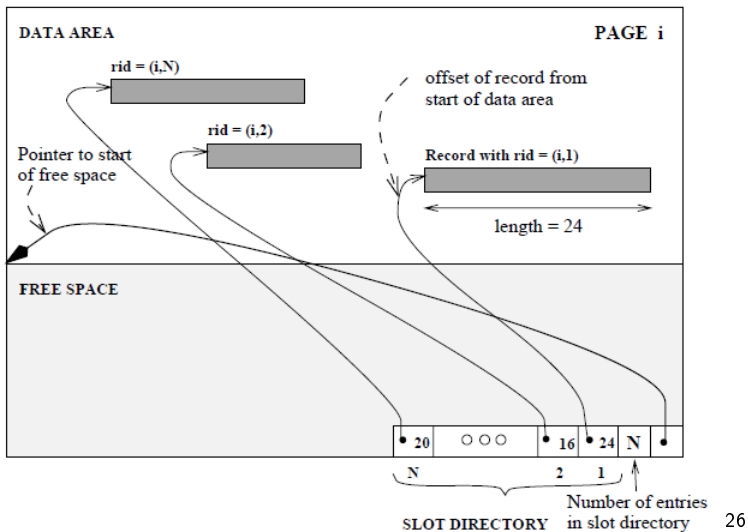 DATA AREA
PAGE i
rid = (i,N)
offset of record from
start of data area
rid = (i,2)
Pointer to start
of free space
Record with rid = (i,1)
length = 24
FREE SPACE
20
16
24
N
N
2
1
Number of entries
in slot directory
SLOT DIRECTORY
26